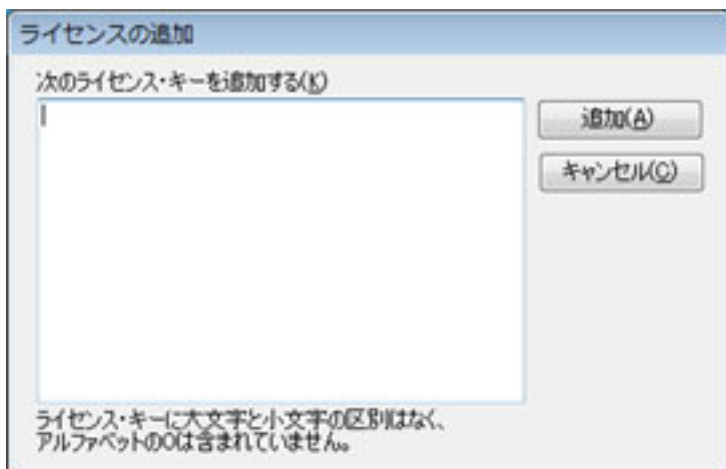 ライセンスの追加
次のライセンス・キーを追加する(K)
追加(A)
キャンセル(C)
ライセンス・キーに大文字と小文字の区別はなく、
アルファベットのOは含まれていません。